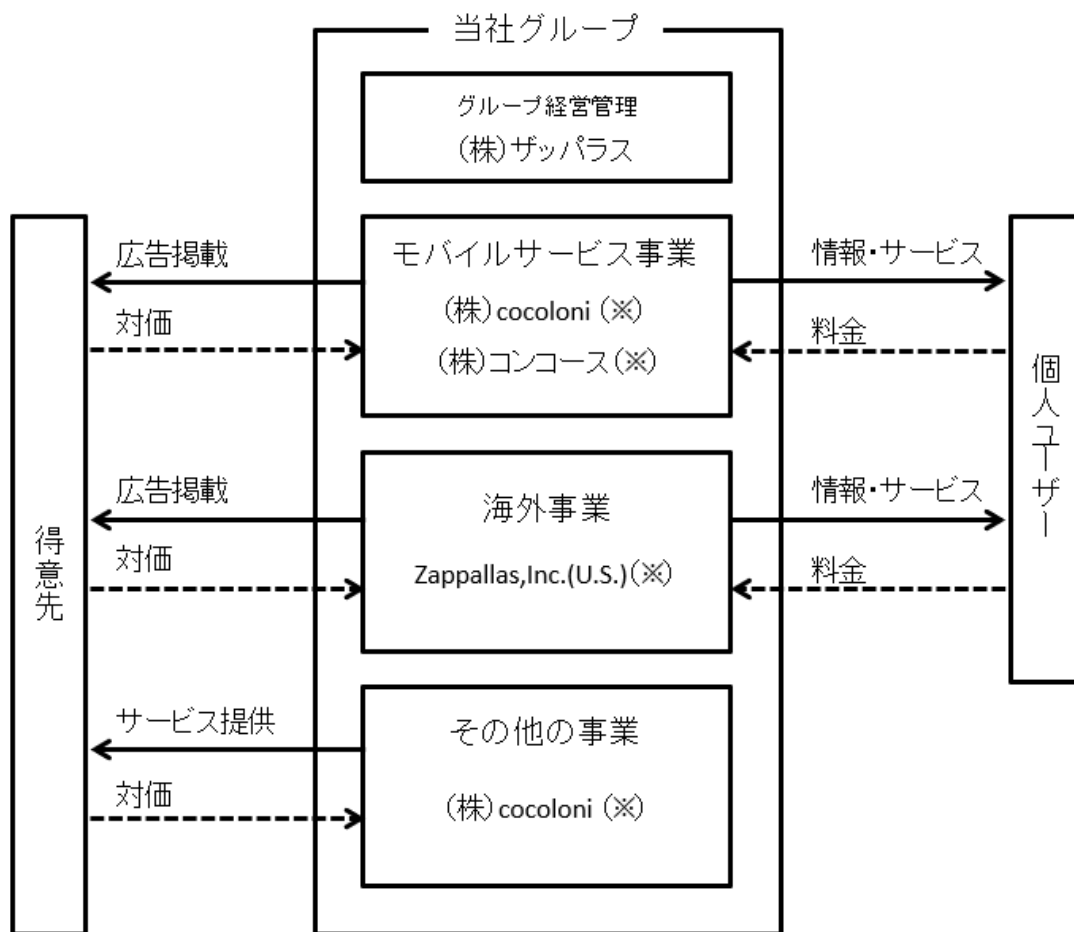 当社グループ
グループ経営管理
(株)ザッパラス
モバイルサービス事業
(株)cocoloni(※)
(株)コンコース(※)
広告掲載
対価
情報・サービス
料金
海外事業
Zappallas,Inc.(U.S.)(※)
広告掲載
対価
情報・サービス
料金
その他の事業
(株)cocoloni(※)
サービス提供
対価
得意先
個人ユーザー